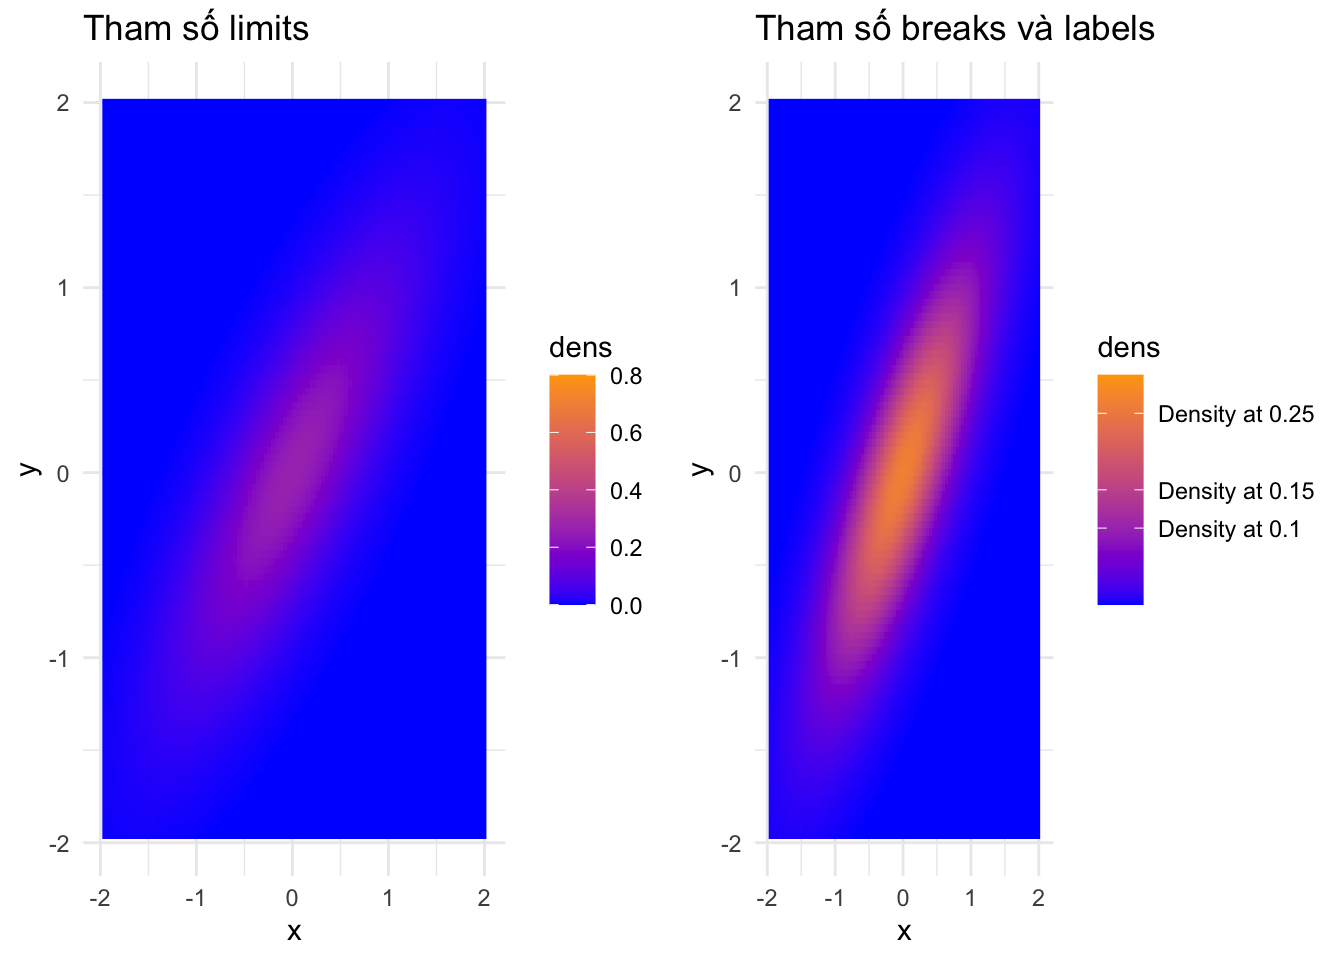 Tham số limits
2
1
0
-1
-2
y
-2 -1 0 1 2
x
dens
0.8
0.6
0.4
0.2
0.0
Tham số breaks và labels
2
1
0
-1
-2
y
-2 -1 0 1 2
x
dens
Density at 0.25
Density at 0.15
Density at 0.1